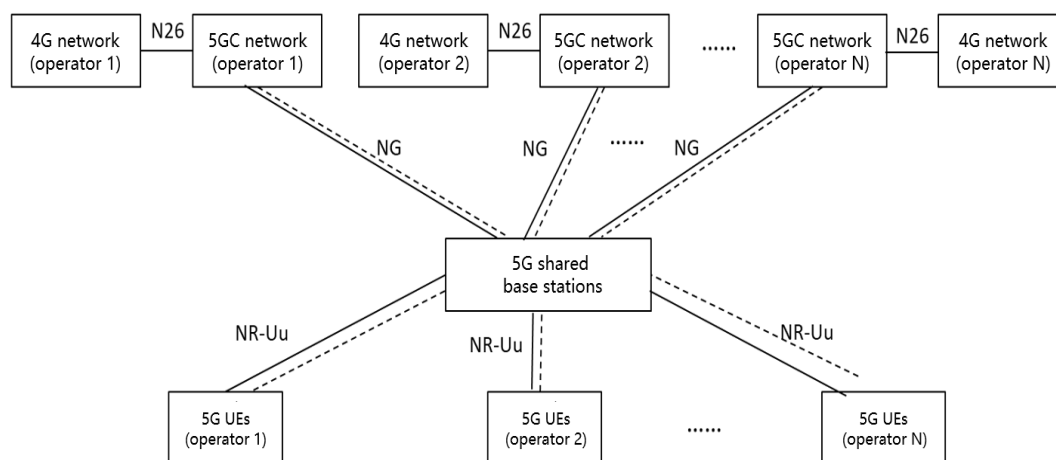 4G network
(operator 1)
N26
5GC network
(operator 1)
4G network
(operator 2)
N26
5GC network
(operator 2)
......
5GC network
(operator N)
N26
4G network
(operator N)
NG
NG
......
NG
5G shared
base stations
NR-Uu
NR-Uu
NR-Uu
5G UEs
(operator 1)
5G UEs
(operator 2)
......
5G UEs
(operator N)